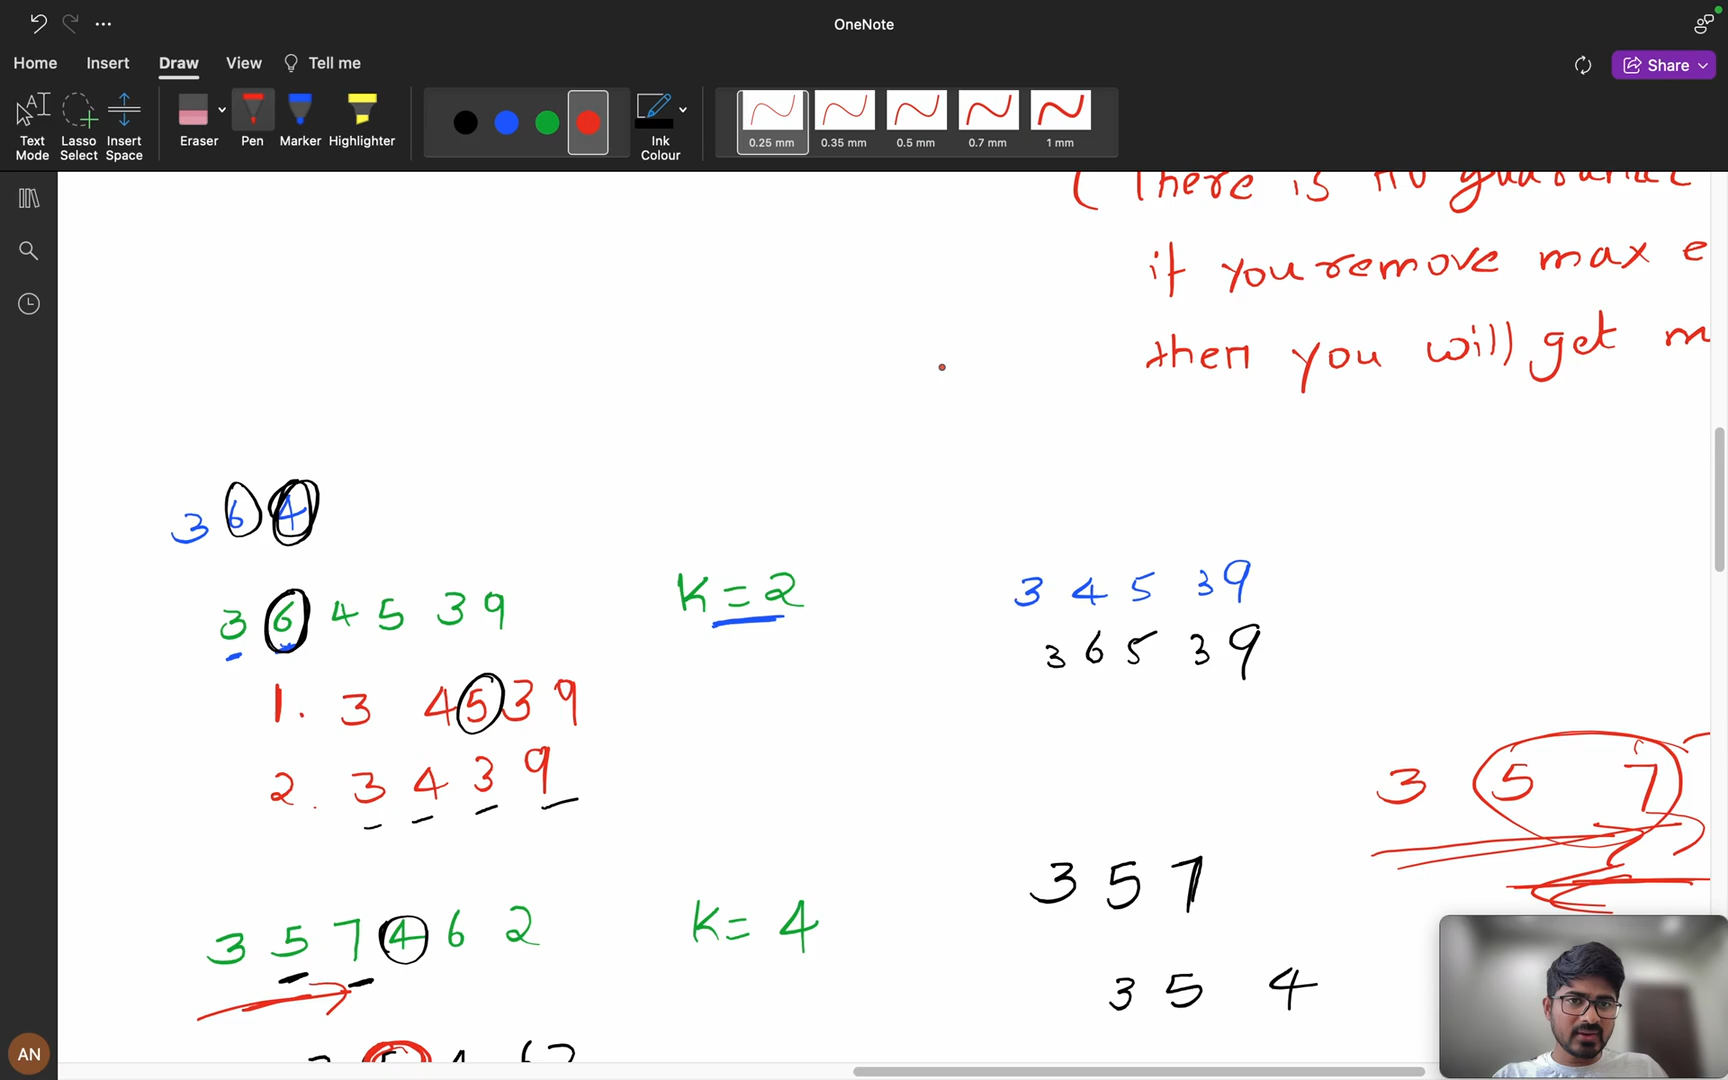 OneNote
Home Insert Draw View Tell me
Share
Text Mode
Lasso Select
Insert Space
Eraser
Pen
Marker
Highlighter
Ink Colour
0.25 mm
0.35 mm
0.5 mm
0.7 mm
1 mm
( There is no
if you remove max e
then you will get m
3 6 4
3 6 4 5 3 9 K = 2
3 4 5 3 9
3 6 5 3 9
1. 3 4 5 3 9
2. 3 4 3 9
3 5 7
3 5 7
3 5 7 4 6 2 K = 4
3 5 4
AN